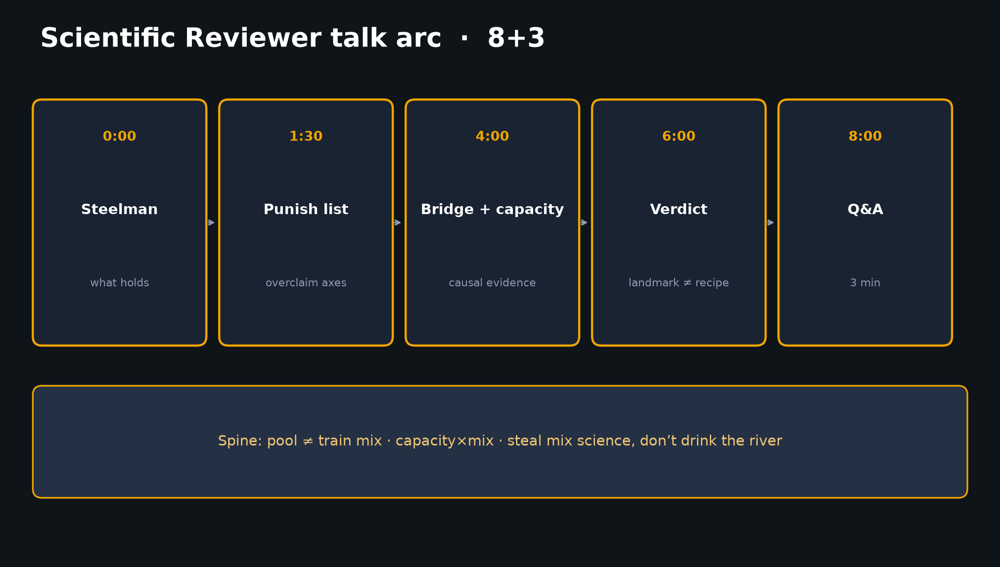 Scientific Reviewer talk arc · 8+3
0:00
Steelman
what holds
1:30
Punish list
overclaim axes
4:00
Bridge + capacity
causal evidence
6:00
Verdict
landmark ≠ recipe
8:00
Q&A
3 min
Spine: pool ≠ train mix · capacity×mix · steal mix science, don’t drink the river